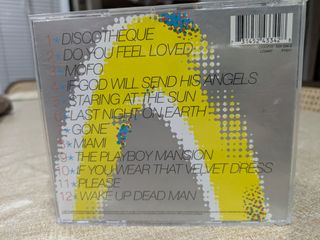 1 * DISCOTHEQUE
2 * DO YOU FEEL LOVED
3 * MOFO
4 * IF GOD WILL SEND HIS ANGELS
5 * STARING AT THE SUN
6 * LAST NIGHT ON EARTH
7 * GONE
8 * MIAMI
9 * THE PLAYBOY MANSION
10 * IF YOU WEAR THAT VELVET DRESS
11 * PLEASE
12 * WAKE UP DEAD MAN